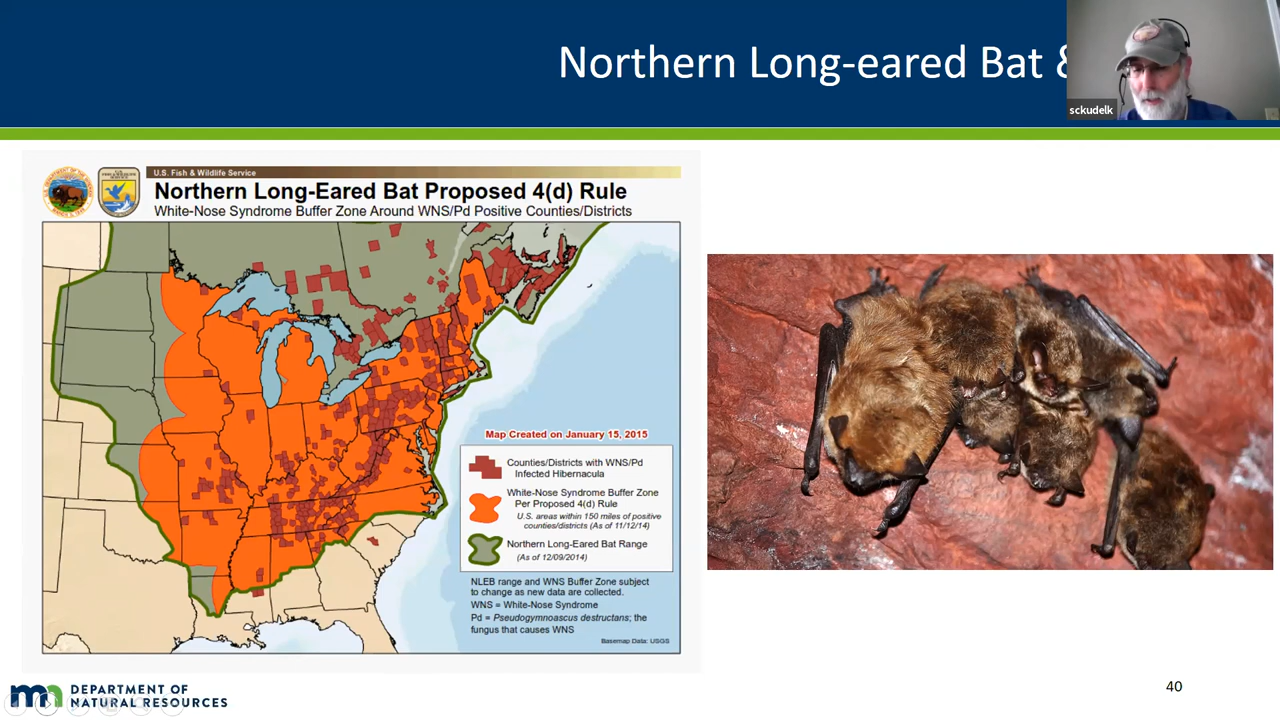 Northern Long-eared Bat &
sckudelk
U.S. Fish & Wildlife Service
Northern Long-Eared Bat Proposed 4(d) Rule
White-Nose Syndrome Buffer Zone Around WNS/Pd Positive Counties/Districts
Map Created on January 15, 2015
Counties/Districts with WNS/Pd
Infected Hibernacula
White-Nose Syndrome Buffer Zone
Per Proposed 4(d) Rule
U.S. areas within 150 miles of positive
counties/districts (As of 11/12/14)
Northern Long-Eared Bat Range
(As of 12/09/2014)
NLEB range and WNS Buffer Zone subject
to change as new data are collected.
WNS = White-Nose Syndrome
Pd = Pseudogymnoascus destructans; the
fungus that causes WNS
Basemap Data: USGS
DEPARTMENT OF
NATURAL RESOURCES
40